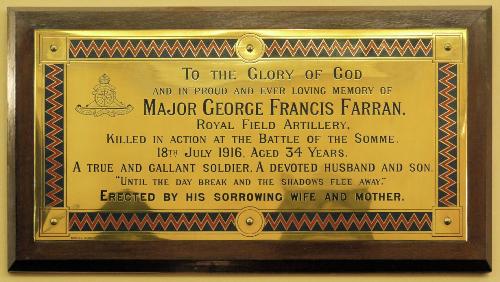 To the Glory of God
and in proud and ever loving memory of
Major George Francis Farran.
Royal Field Artillery,
Killed in action at the Battle of the Somme.
18th July 1916. Aged 34 Years.
A true and gallant soldier. A devoted husband and son.
"Until the day break and the shadows flee away."
Erected by his sorrowing wife and mother.